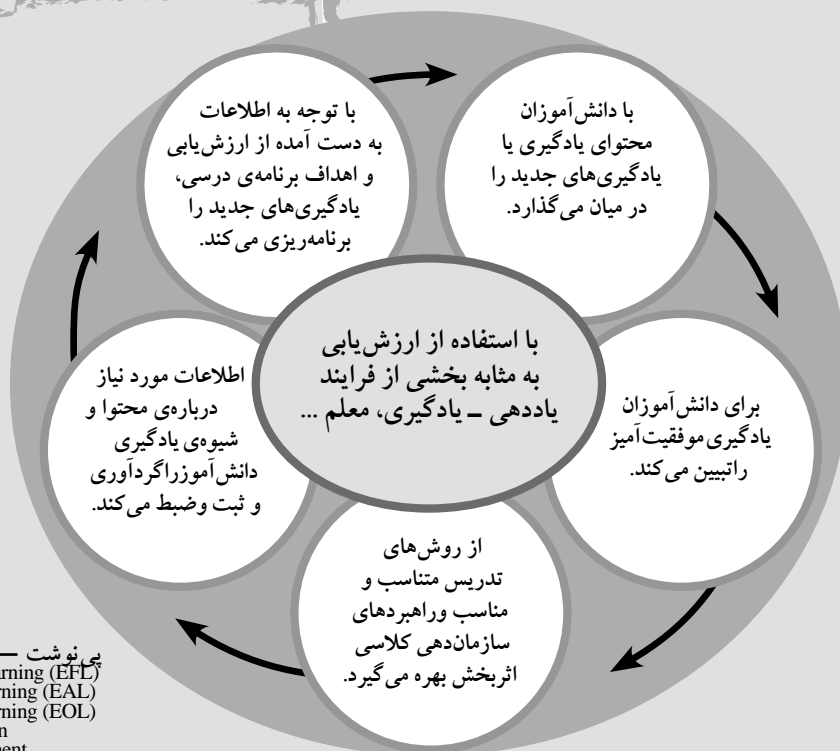 با توجه به اطلاعات
به دست آمده از ارزش‌یابی
و اهداف برنامه‌ی درسی،
یادگیری‌های جدید را
برنامه‌ریزی می‌کند.
با دانش‌آموزان
محتوای یادگیری یا
یادگیری‌های جدید را
در میان می‌گذارد.
با استفاده از ارزش‌یابی
به مثابه بخشی از فرایند
یاددهی ــ یادگیری، معلم ...
برای دانش‌آموزان
یادگیری موفقیت‌آمیز
راتبیین می‌کند.
از روش‌های
تدریس متناسب و
مناسب وراهبردهای
سازمان‌دهی کلاسی
اثربخش بهره می‌گیرد.
اطلاعات مورد نیاز
درباره‌ی محتوا و
شیوه‌ی یادگیری
دانش‌آموزراگردآوری
و ثبت وضبط می‌کند.
پی‌نوشت ــ
rning (EFL)
rning (EAL)
rning (EOL)